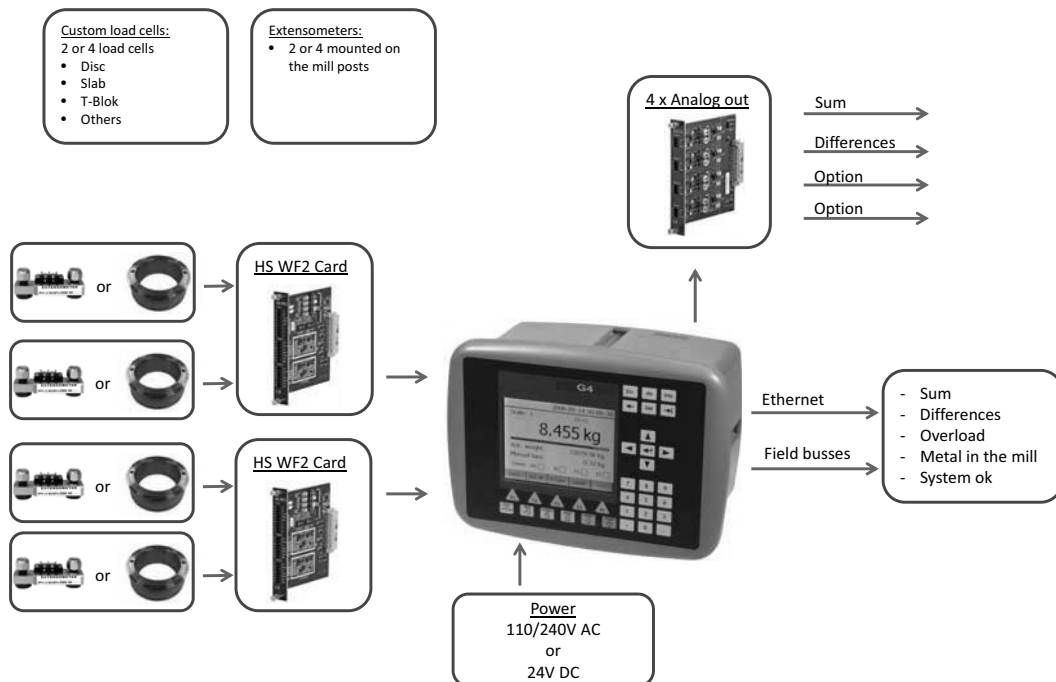 Custom load cells:
2 or 4 load cells
• Disc
• Slab
• T-Blok
• Others
Extensometers:
• 2 or 4 mounted on
the mill posts
4 x Analog out
Sum
Differences
Option
Option
or
HS WF2 Card
or
or
HS WF2 Card
or
G4
8.455 kg
Ethernet
Field busses
- Sum
- Differences
- Overload
- Metal in the mill
- System ok
Power
110/240V AC
or
24V DC